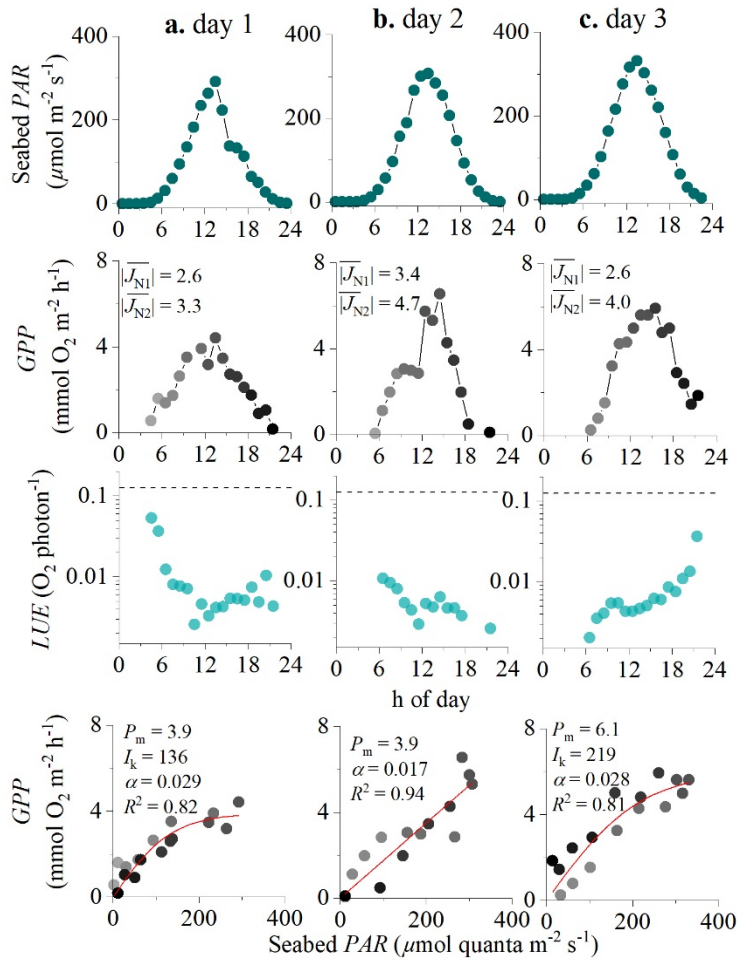 a. day 1
b. day 2
c. day 3
Seabed PAR
(μmol m⁻² s⁻¹)
400
200
0
0 6 12 18 24
400
200
0
0 6 12 18 24
400
200
0
0 6 12 18 24
GPP
(mmol O₂ m⁻² h⁻¹)
8
4
0
|J̅N1| = 2.6
|J̅N2| = 3.3
0 6 12 18 24
8
4
0
|J̅N1| = 3.4
|J̅N2| = 4.7
0 6 12 18 24
8
4
0
|J̅N1| = 2.6
|J̅N2| = 4.0
0 6 12 18 24
LUE (O₂ photon⁻¹)
0.1
0.01
0 6 12 18 24
0.1
0.01
0 6 12 18 24
0.1
0.01
0 6 12 18 24
h of day
GPP
(mmol O₂ m⁻² h⁻¹)
8
4
0
Pm = 3.9
Ik = 136
α = 0.029
R² = 0.82
0 200 400
8
4
0
Pm = 3.9
α = 0.017
R² = 0.94
0 200 400
8
4
0
Pm = 6.1
Ik = 219
α = 0.028
R² = 0.81
0 200 400
Seabed PAR (μmol quanta m⁻² s⁻¹)